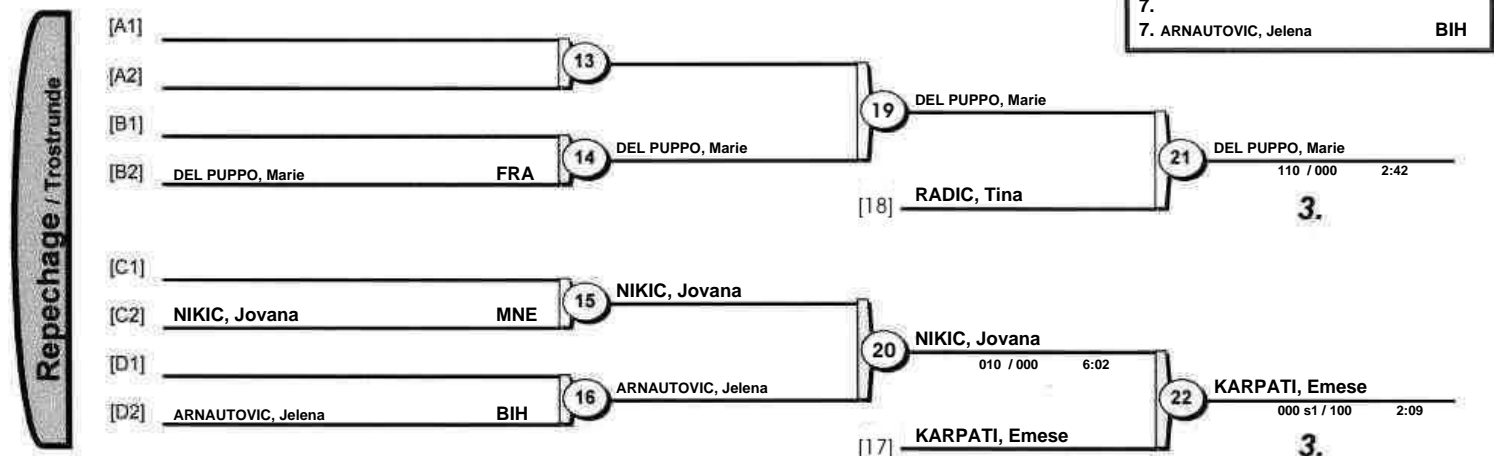 7.
7. ARNAUTOVIC, Jelena BIH
Repechage / Trostrunde
[A1]
13
[A2]
19 DEL PUPPO, Marie
[B1]
14 DEL PUPPO, Marie
21 DEL PUPPO, Marie
110 / 000 2:42
[B2] DEL PUPPO, Marie FRA
[18] RADIC, Tina
3.
[C1]
15 NIKIC, Jovana
[C2] NIKIC, Jovana MNE
20 NIKIC, Jovana
010 / 000 6:02
[D1]
16 ARNAUTOVIC, Jelena
22 KARPATI, Emese
000 s1 / 100 2:09
[D2] ARNAUTOVIC, Jelena BIH
[17] KARPATI, Emese
3.